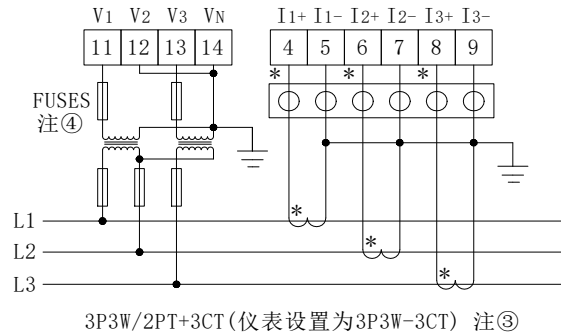 V1 V2 V3 VN I1+ I1- I2+ I2- I3+ I3-
11 12 13 14 4 5 6 7 8 9
* * *
FUSES
注④
*
L1
*
L2
*
L3
3P3W/2PT+3CT(仪表设置为3P3W-3CT) 注③